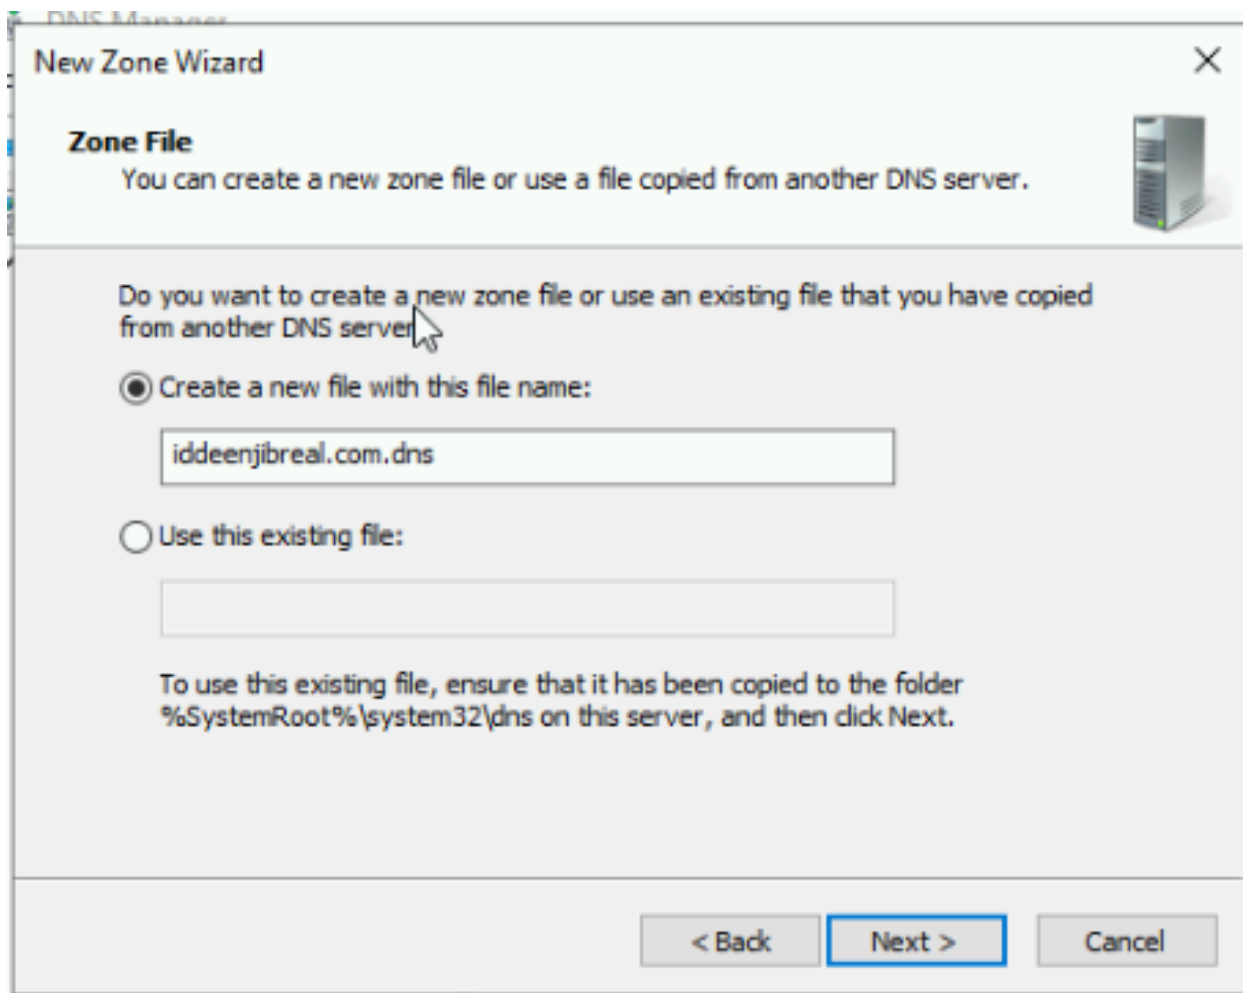 DNS Manager
New Zone Wizard
Zone File
You can create a new zone file or use a file copied from another DNS server.
Do you want to create a new zone file or use an existing file that you have copied
from another DNS server
Create a new file with this file name:
iddeenjibreal.com.dns
Use this existing file:
To use this existing file, ensure that it has been copied to the folder
%SystemRoot%\system32\dns on this server, and then click Next.
< Back
Next >
Cancel